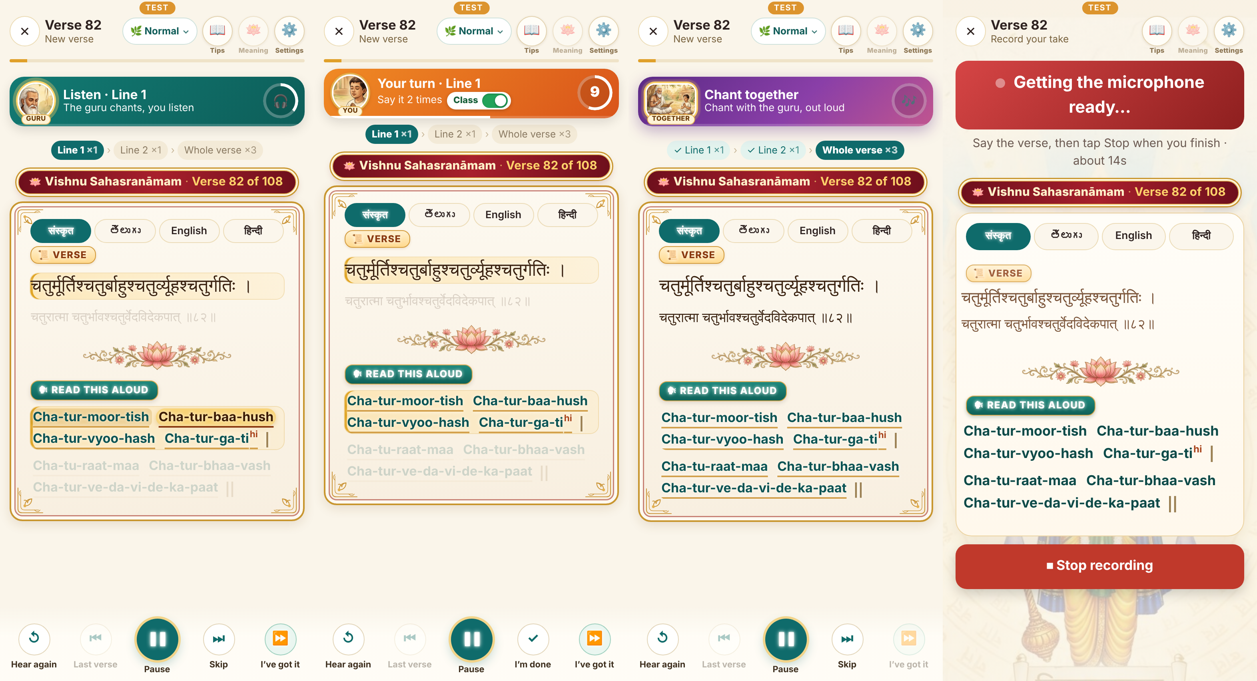 TEST
Verse 82
New verse
🌿 Normal
Tips
Meaning
Settings
Listen · Line 1
The guru chants, you listen
GURU
Line 1 ×1 › Line 2 ×1 › Whole verse ×3
Vishnu Sahasranāmam · Verse 82 of 108
संस्कृत తెలుగు English हिन्दी
VERSE
चतुर्मूर्तिश्चतुर्बाहुश्चतुर्व्यूहश्चतुर्गतिः ।
चतुरात्मा चतुर्भावश्चतुर्वेदविदेकपात् ॥८२॥
READ THIS ALOUD
Cha-tur-moor-tish Cha-tur-baa-hush
Cha-tur-vyoo-hash Cha-tur-ga-tihi |
Cha-tu-raat-maa Cha-tur-bhaa-vash
Cha-tur-ve-da-vi-de-ka-paat ||
Hear again
Last verse
Pause
Skip
I've got it
TEST
Verse 82
New verse
🌿 Normal
Tips
Meaning
Settings
Your turn · Line 1
Say it 2 times Class
9
YOU
Line 1 ×1 › Line 2 ×1 › Whole verse ×3
Vishnu Sahasranāmam · Verse 82 of 108
संस्कृत తెలుగు English हिन्दी
VERSE
चतुर्मूर्तिश्चतुर्बाहुश्चतुर्व्यूहश्चतुर्गतिः ।
चतुरात्मा चतुर्भावश्चतुर्वेदविदेकपात् ॥८२॥
READ THIS ALOUD
Cha-tur-moor-tish Cha-tur-baa-hush
Cha-tur-vyoo-hash Cha-tur-ga-tihi |
Cha-tu-raat-maa Cha-tur-bhaa-vash
Cha-tur-ve-da-vi-de-ka-paat ||
Hear again
Last verse
Pause
I'm done
I've got it
TEST
Verse 82
New verse
🌿 Normal
Tips
Meaning
Settings
Chant together
Chant with the guru, out loud
TOGETHER
✓ Line 1 ×1 › ✓ Line 2 ×1 › Whole verse ×3
Vishnu Sahasranāmam · Verse 82 of 108
संस्कृत తెలుగు English हिन्दी
VERSE
चतुर्मूर्तिश्चतुर्बाहुश्चतुर्व्यूहश्चतुर्गतिः ।
चतुरात्मा चतुर्भावश्चतुर्वेदविदेकपात् ॥८२॥
READ THIS ALOUD
Cha-tur-moor-tish Cha-tur-baa-hush
Cha-tur-vyoo-hash Cha-tur-ga-tihi |
Cha-tu-raat-maa Cha-tur-bhaa-vash
Cha-tur-ve-da-vi-de-ka-paat ||
Hear again
Last verse
Pause
Skip
I've got it
TEST
Verse 82
Record your take
Tips
Meaning
Settings
Getting the microphone
ready...
Say the verse, then tap Stop when you finish ·
about 14s
Vishnu Sahasranāmam · Verse 82 of 108
संस्कृत తెలుగు English हिन्दी
VERSE
चतुर्मूर्तिश्चतुर्बाहुश्चतुर्व्यूहश्चतुर्गतिः ।
चतुरात्मा चतुर्भावश्चतुर्वेदविदेकपात् ॥८२॥
READ THIS ALOUD
Cha-tur-moor-tish Cha-tur-baa-hush
Cha-tur-vyoo-hash Cha-tur-ga-tihi |
Cha-tu-raat-maa Cha-tur-bhaa-vash
Cha-tur-ve-da-vi-de-ka-paat ||
Stop recording